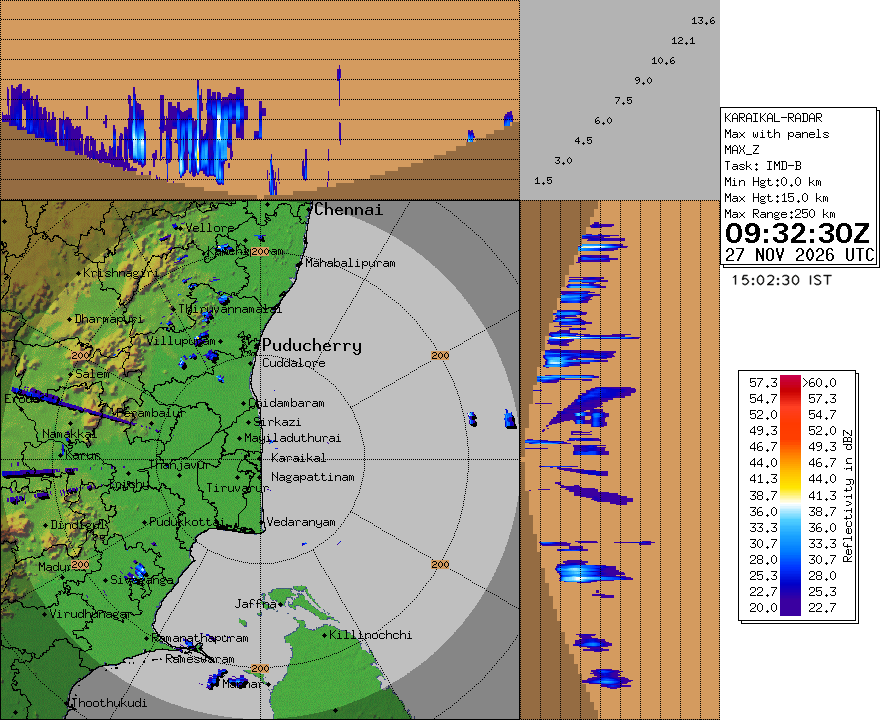 13.6
12.1
10.6
9.0
7.5
6.0
4.5
3.0
1.5
KARAIKAL-RADAR
Max with panels
MAX_Z
Task: IMD-B
Min Hgt:0.0 km
Max Hgt:15.0 km
Max Range:250 km
09:32:30Z
27 NOV 2026 UTC
15:02:30 IST
Chennai
Vellore
200
Mahabalipuram
Krishnagiri
Thiruvannamalai
Dharmapuri
Villupuram
Puducherry
200
200
Cuddalore
Salem
Perambalur
Chidambaram
Sirkazi
Namakkal
Mayiladuthurai
Karur
Karaikal
Thanjavur
Nagapattinam
Tiruvarur
Dindigul
Pudukkottai
Vedaranyam
200
200
Sivaganga
Jaffna
Virudhunagar
Killinochchi
Ramanathapuram
Rameswaram
200
Mannar
Thoothukudi
57.3 >60.0
54.7 57.3
52.0 54.7
49.3 52.0
46.7 49.3
44.0 46.7
41.3 44.0
38.7 41.3
36.0 38.7
33.3 36.0
30.7 33.3
28.0 30.7
25.3 28.0
22.7 25.3
20.0 22.7
Reflectivity in dBZ